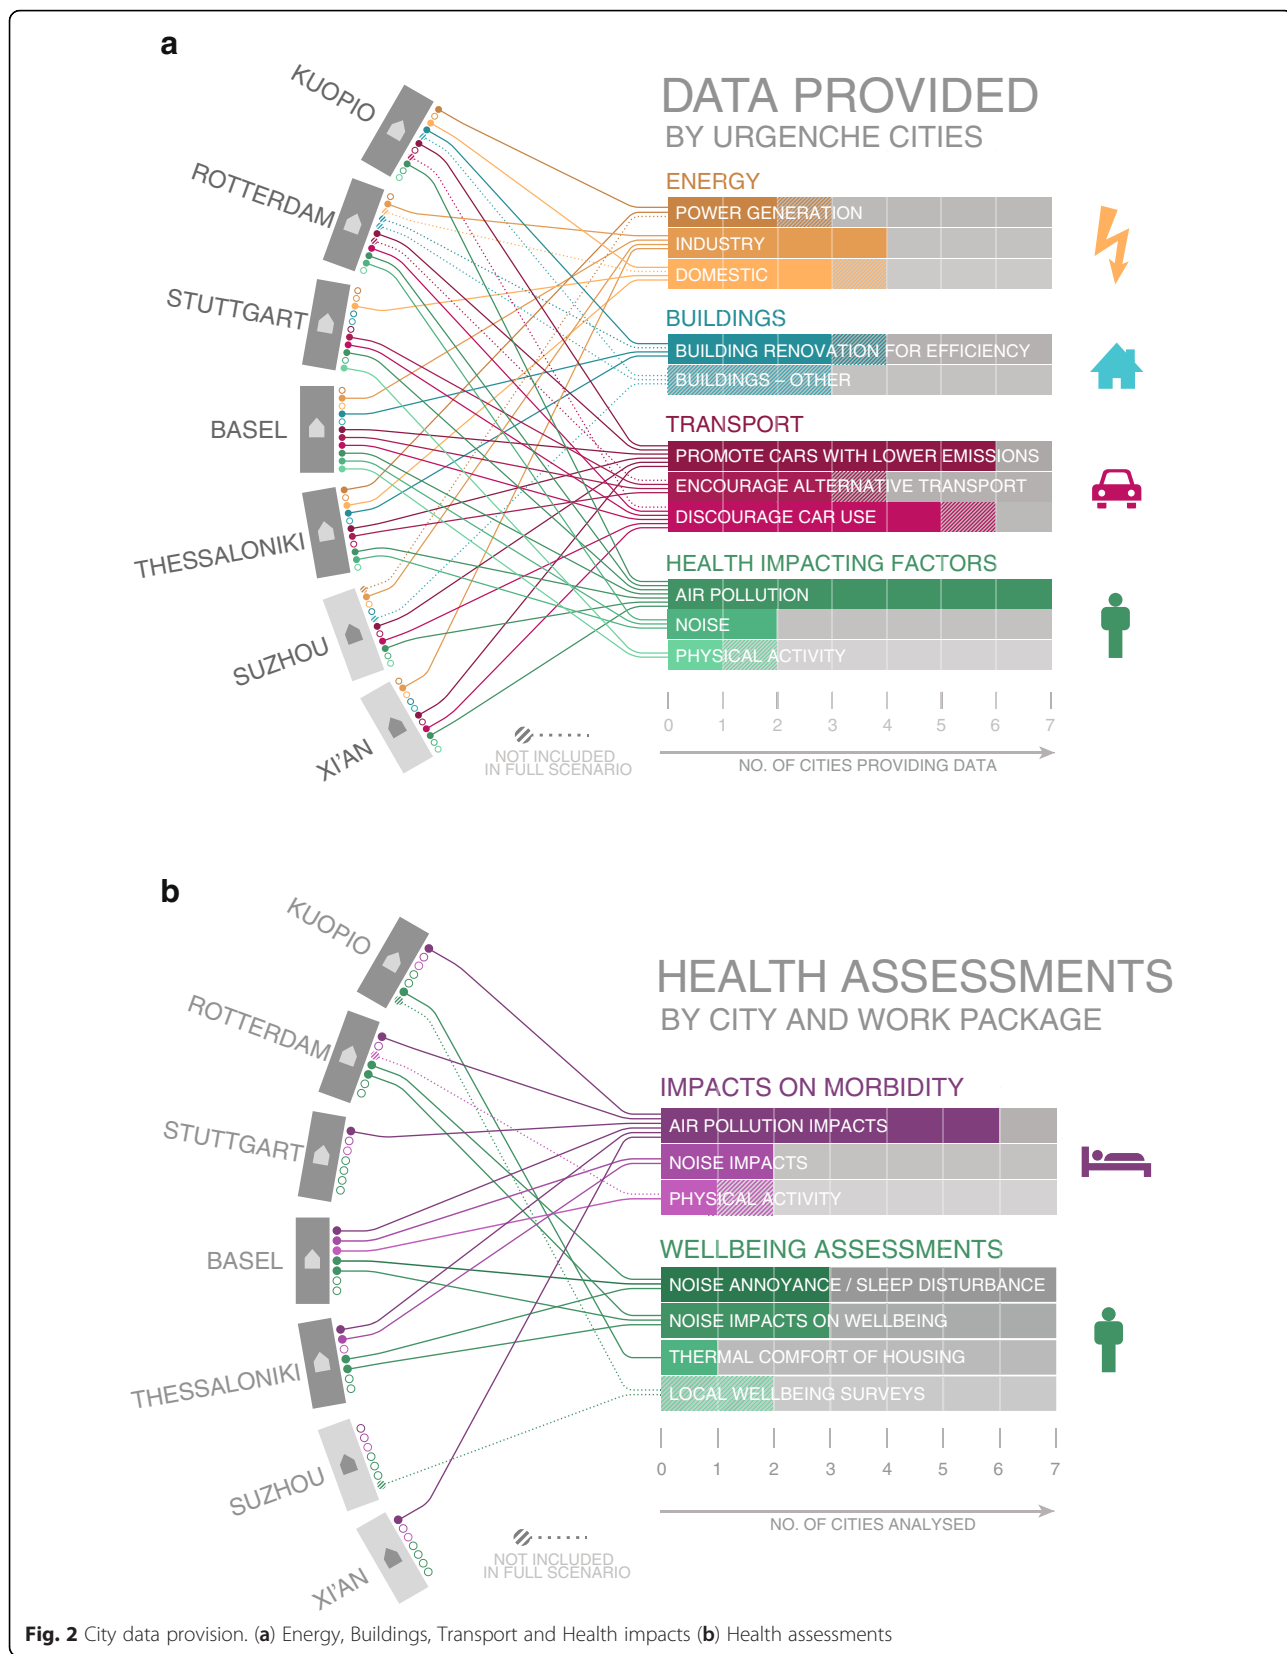 a
KUOPIO
ROTTERDAM
STUTTGART
BASEL
THESSALONIKI
SUZHOU
XI'AN
DATA PROVIDED
BY URGENCHE CITIES
ENERGY
POWER GENERATION
INDUSTRY
DOMESTIC
BUILDINGS
BUILDING RENOVATION FOR EFFICIENCY
BUILDINGS – OTHER
TRANSPORT
PROMOTE CARS WITH LOWER EMISSIONS
ENCOURAGE ALTERNATIVE TRANSPORT
DISCOURAGE CAR USE
HEALTH IMPACTING FACTORS
AIR POLLUTION
NOISE
PHYSICAL ACTIVITY
0 1 2 3 4 5 6 7
NO. OF CITIES PROVIDING DATA
NOT INCLUDED
IN FULL SCENARIO
b
KUOPIO
ROTTERDAM
STUTTGART
BASEL
THESSALONIKI
SUZHOU
XI'AN
HEALTH ASSESSMENTS
BY CITY AND WORK PACKAGE
IMPACTS ON MORBIDITY
AIR POLLUTION IMPACTS
NOISE IMPACTS
PHYSICAL ACTIVITY
WELLBEING ASSESSMENTS
NOISE ANNOYANCE / SLEEP DISTURBANCE
NOISE IMPACTS ON WELLBEING
THERMAL COMFORT OF HOUSING
LOCAL WELLBEING SURVEYS
0 1 2 3 4 5 6 7
NO. OF CITIES ANALYSED
NOT INCLUDED
IN FULL SCENARIO
Fig. 2 City data provision. (a) Energy, Buildings, Transport and Health impacts (b) Health assessments